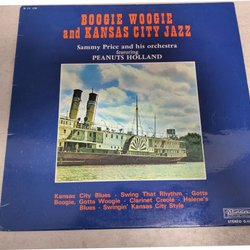 BOOGIE WOOGIE
and KANSAS CITY JAZZ
Sammy Price and his orchestra
featuring
PEANUTS HOLLAND
Kansas City Blues - Swing That Rhythm - Gotta
Boogie, Gotta Woogie - Clarinet Creole - Helene's
Blues - Swingin' Kansas City Style
STEREO